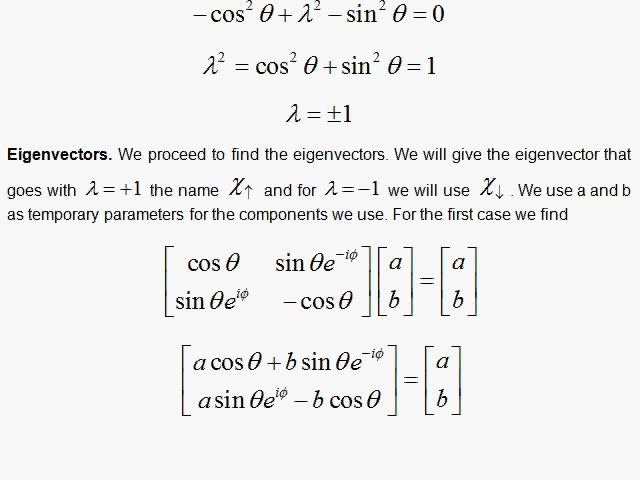 −cos² θ + λ² − sin² θ = 0
λ² = cos² θ + sin² θ = 1
λ = ±1
Eigenvectors. We proceed to find the eigenvectors. We will give the eigenvector that
goes with λ = +1 the name χ↑ and for λ = −1 we will use χ↓ . We use a and b
as temporary parameters for the components we use. For the first case we find
[cos θ sin θe^{−iϕ}; sin θe^{iϕ} −cos θ][a; b] = [a; b]
[a cos θ + b sin θe^{−iϕ}; a sin θe^{iϕ} − b cos θ] = [a; b]